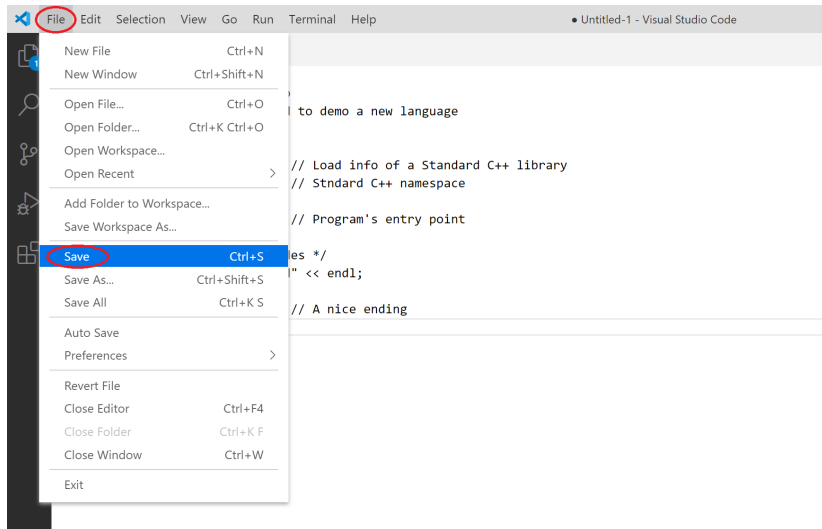 File Edit Selection View Go Run Terminal Help ● Untitled-1 - Visual Studio Code
1
New File Ctrl+N
New Window Ctrl+Shift+N
Open File... Ctrl+O
Open Folder... Ctrl+K Ctrl+O
Open Workspace...
Open Recent >
Add Folder to Workspace...
Save Workspace As...
Save Ctrl+S
Save As... Ctrl+Shift+S
Save All Ctrl+K S
Auto Save
Preferences >
Revert File
Close Editor Ctrl+F4
Close Folder Ctrl+K F
Close Window Ctrl+W
Exit
to demo a new language
// Load info of a Standard C++ library
// Stndard C++ namespace
// Program's entry point
les */
" << endl;
// A nice ending